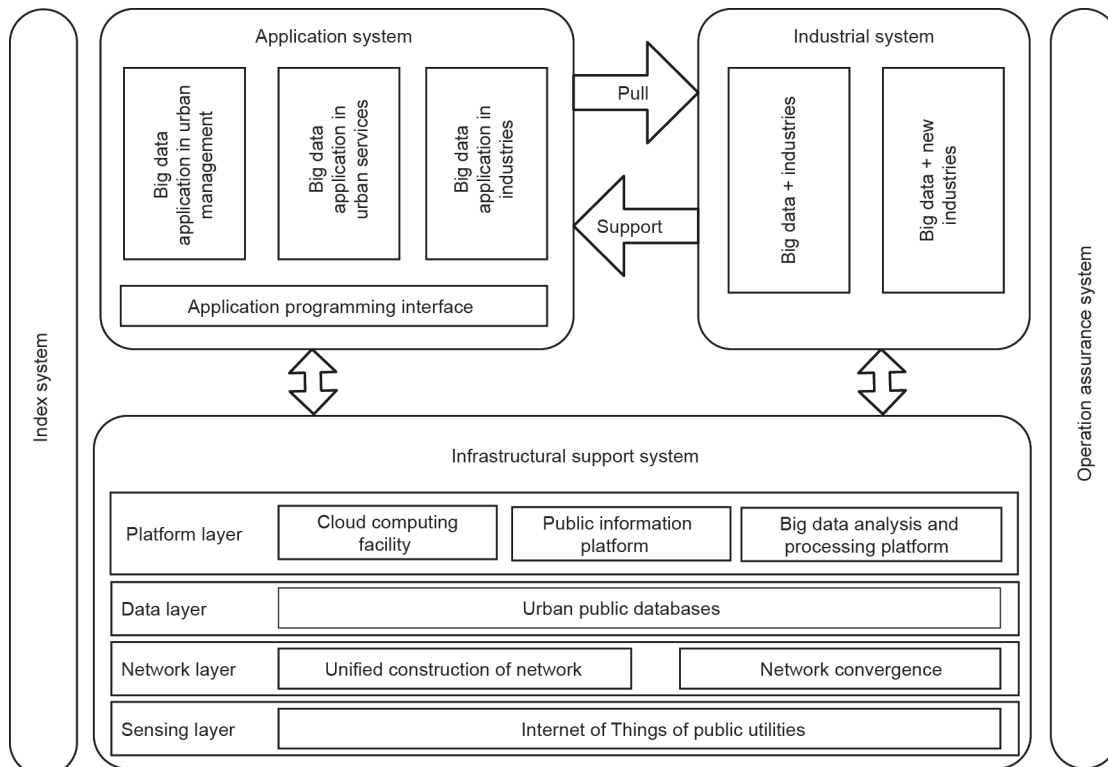 Index system
Application system
Big data
application in urban
management
Big data
application in
urban services
Big data
application in
industries
Application programming interface
Pull
Support
Industrial system
Big data + industries
Big data + new
industries
Operation assurance system
Infrastructural support system
Platform layer
Cloud computing
facility
Public information
platform
Big data analysis and
processing platform
Data layer
Urban public databases
Network layer
Unified construction of network
Network convergence
Sensing layer
Internet of Things of public utilities